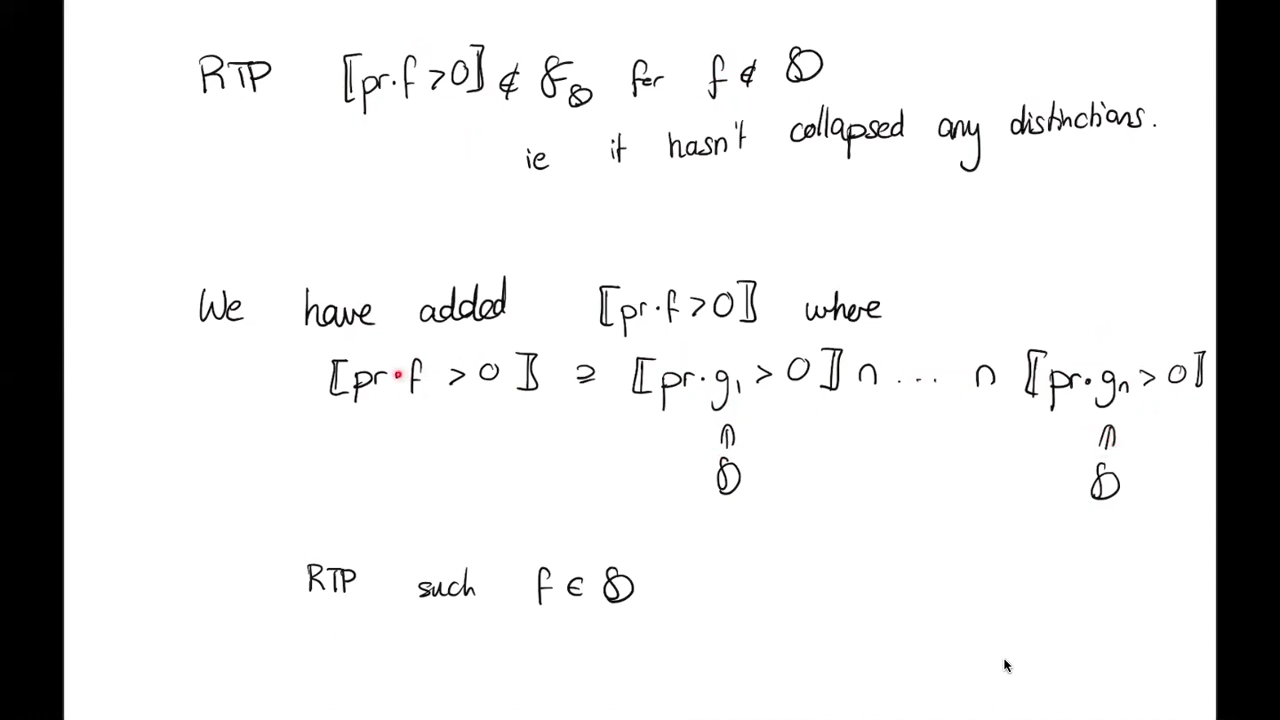 RTP ⟦pr·f > 0⟧ ∉ 𝓕_𝒟 for f ∉ 𝒟
ie it hasn't collapsed any distinctions.
We have added ⟦pr·f > 0⟧ where
⟦pr·f > 0⟧ ⊇ ⟦pr·g₁ > 0⟧ ∩ ... ∩ ⟦pr·gₙ > 0⟧
⋒ ⋒
𝒟 𝒟
RTP such f ∈ 𝒟